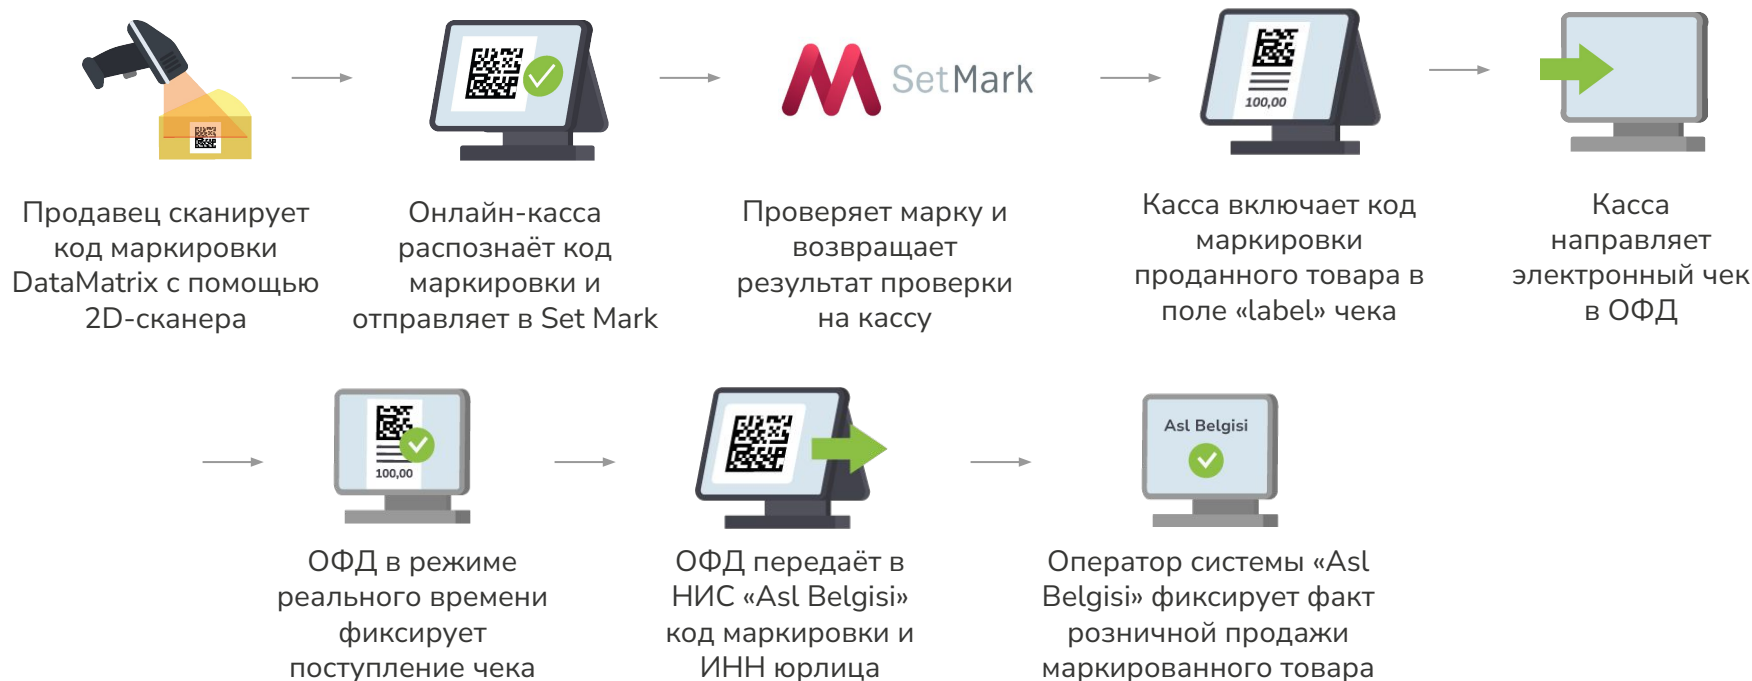 SetMark
100,00
Продавец сканирует
код маркировки
DataMatrix с помощью
2D-сканера
Онлайн-касса
распознаёт код
маркировки и
отправляет в Set Mark
Проверяет марку и
возвращает
результат проверки
на кассу
Касса включает код
маркировки
проданного товара в
поле «label» чека
Касса
направляет
электронный чек
в ОФД
100,00
Asl Belgisi
ОФД в режиме
реального времени
фиксирует
поступление чека
ОФД передаёт в
НИС «Asl Belgisi»
код маркировки и
ИНН юрлица
Оператор системы «Asl
Belgisi» фиксирует факт
розничной продажи
маркированного товара